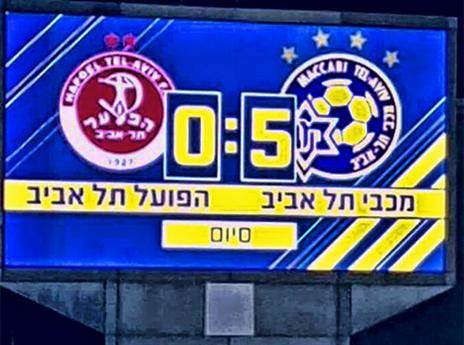 HAPOEL TEL-AVIV F.
הפועל
תל-אביב
1927
MACCABI TEL-AVIV F.C.
0:5
מכבי תל אביב
הפועל תל אביב
סיום